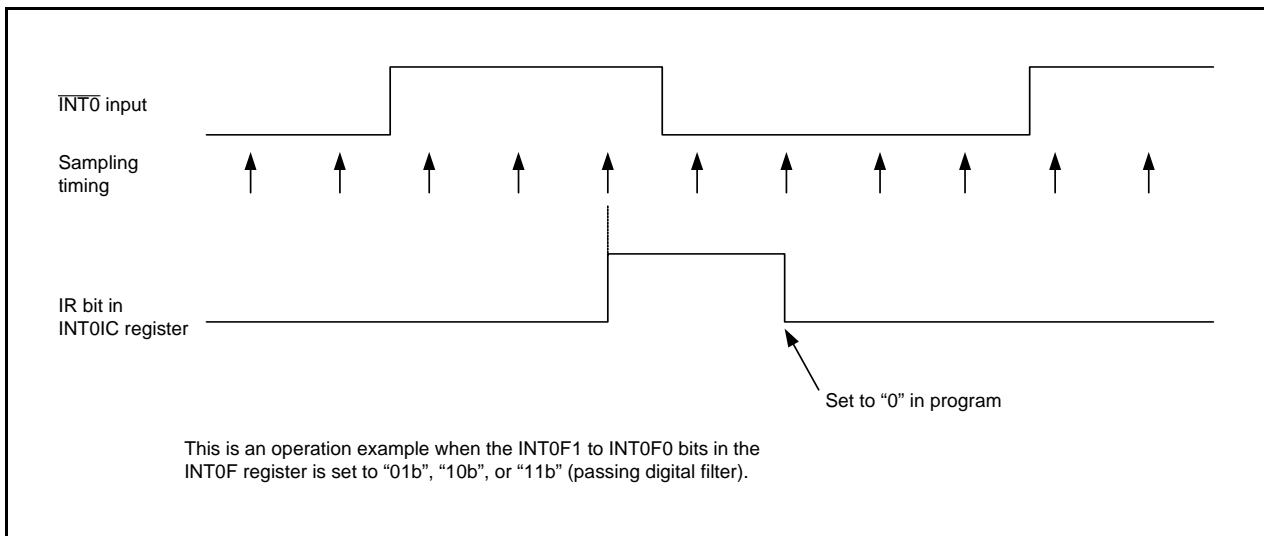 INT0 input
Sampling
timing
IR bit in
INT0IC register
Set to “0” in program
This is an operation example when the INT0F1 to INT0F0 bits in the
INT0F register is set to “01b”, “10b”, or “11b” (passing digital filter).